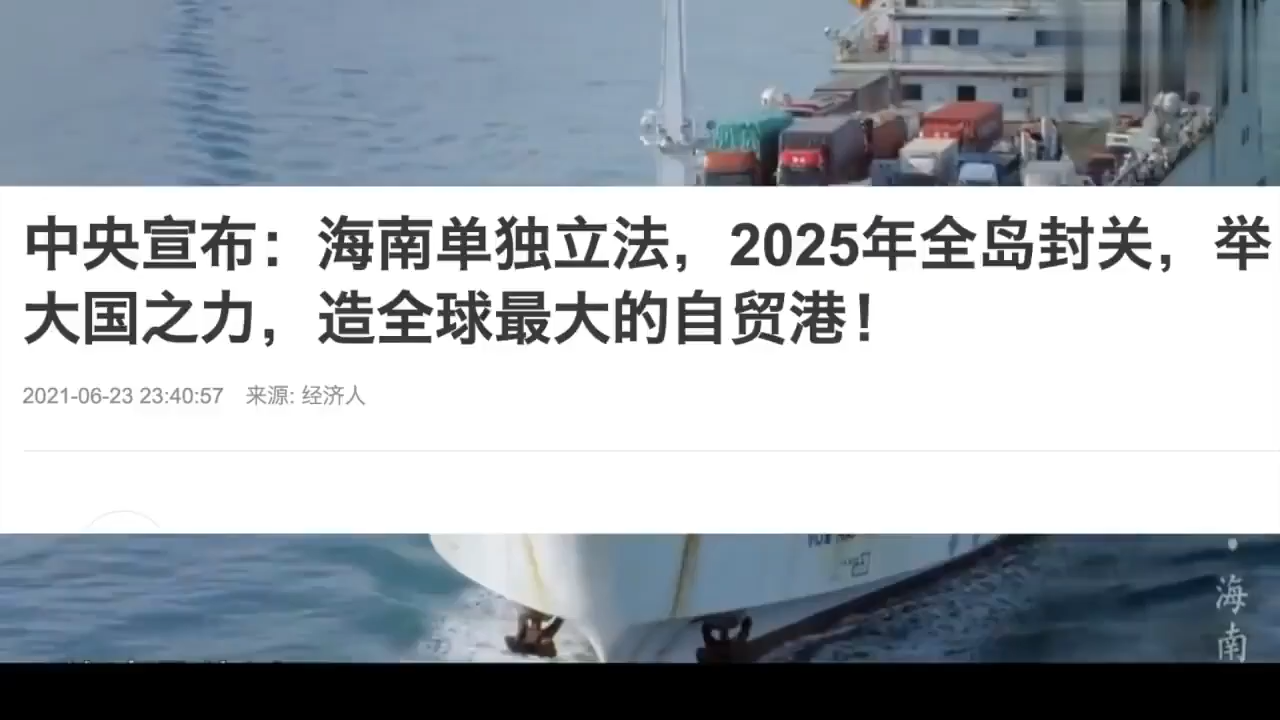 中央宣布：海南单独立法，2025年全岛封关，举
大国之力，造全球最大的自贸港！
2021-06-23 23:40:57 来源: 经济人
海南